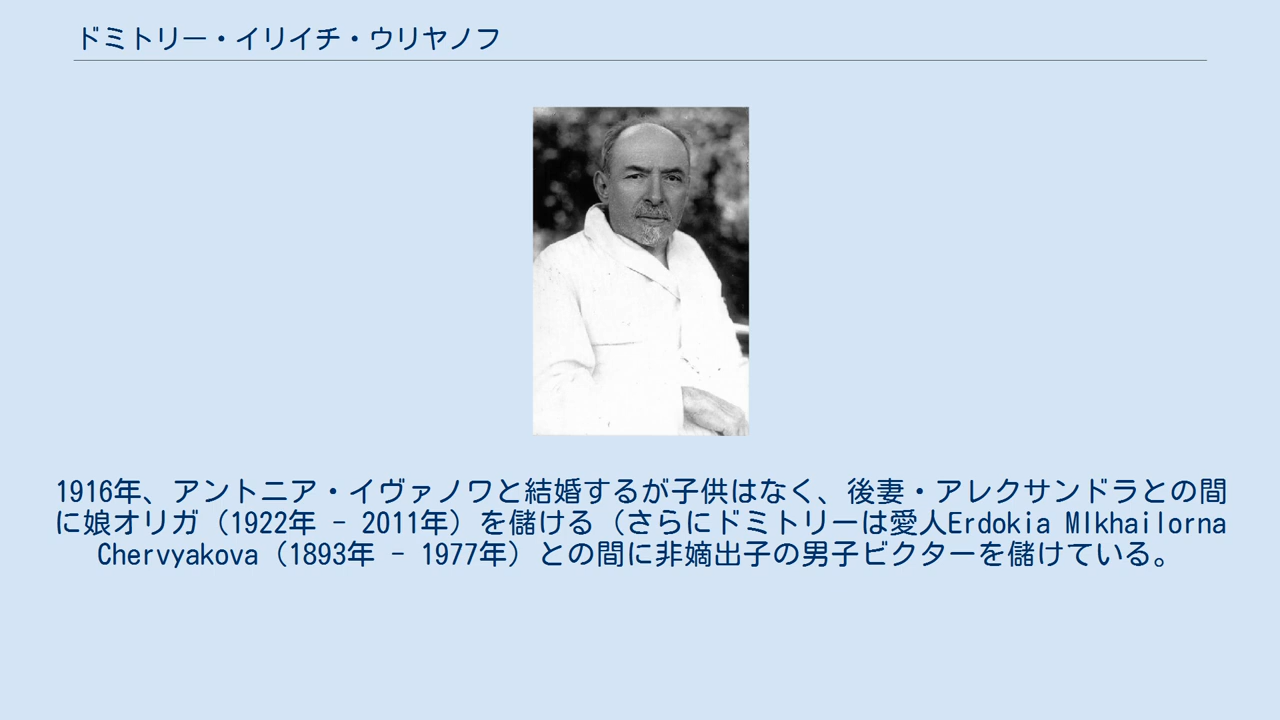 ドミトリー・イリイチ・ウリヤノフ
1916年、アントニア・イヴァノワと結婚するが子供はなく、後妻・アレクサンドラとの間
に娘オリガ（1922年 - 2011年）を儲ける（さらにドミトリーは愛人Erdokia MIkhailorna
Chervyakova（1893年 - 1977年）との間に非嫡出子の男子ビクターを儲けている。